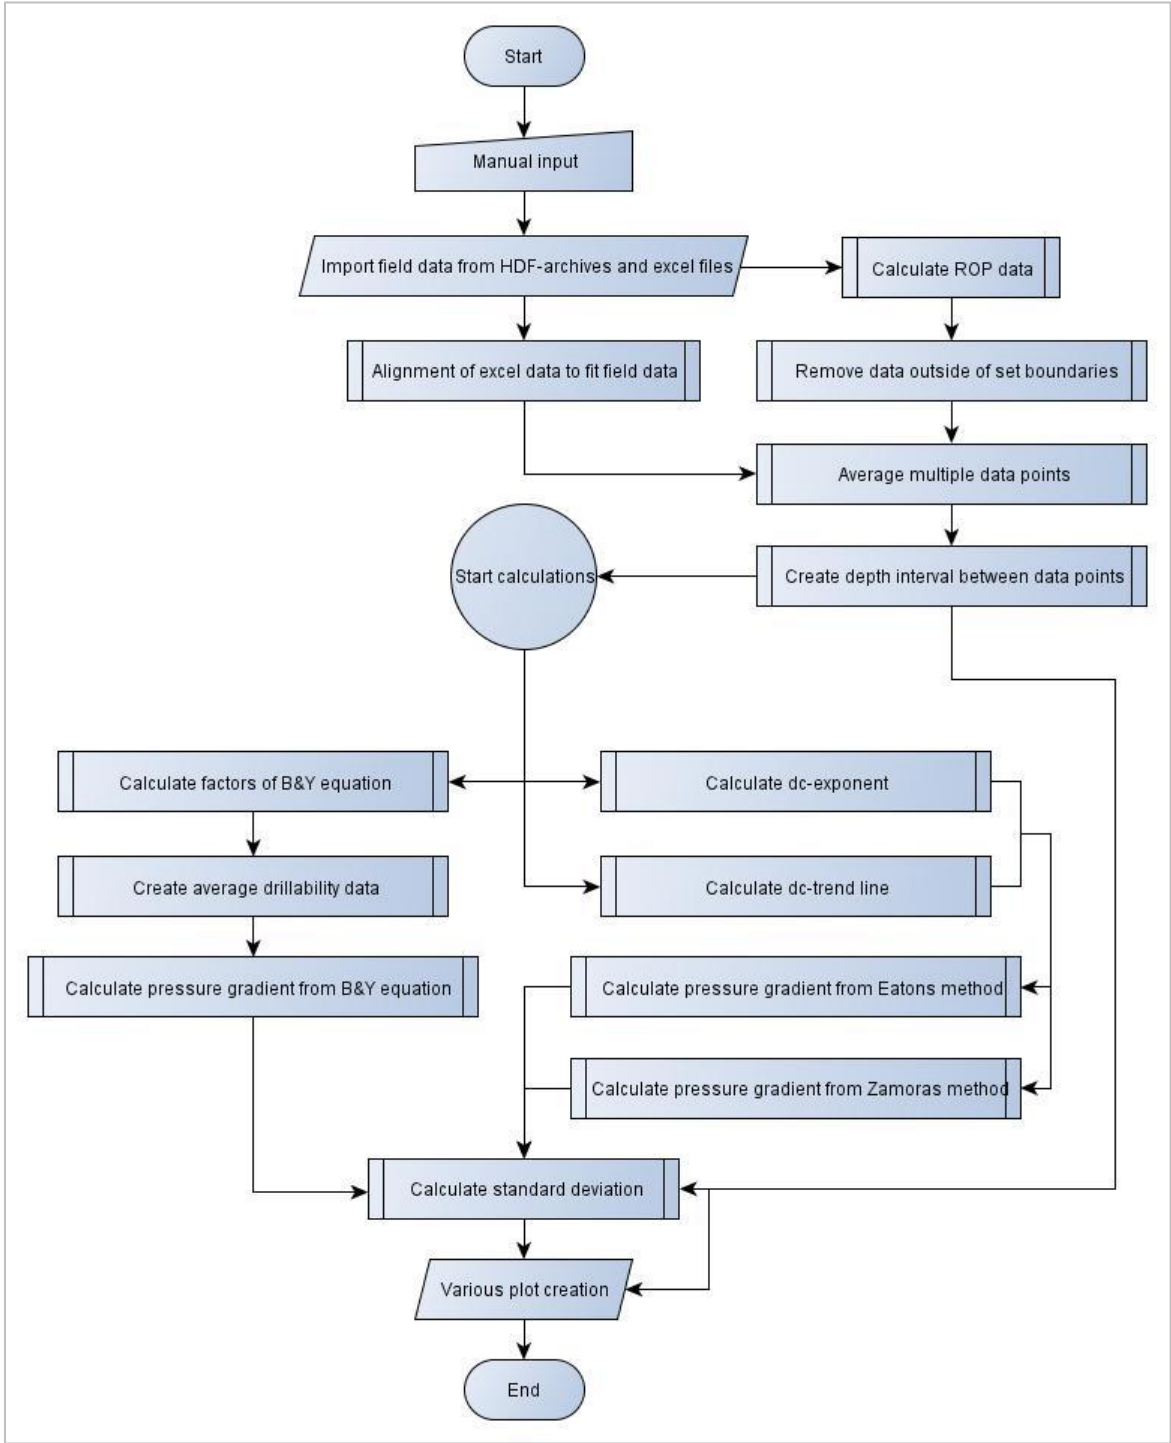 Start
Manual input
Import field data from HDF-archives and excel files
Calculate ROP data
Alignment of excel data to fit field data
Remove data outside of set boundaries
Average multiple data points
Start calculations
Create depth interval between data points
Calculate factors of B&Y equation
Calculate dc-exponent
Create average drillability data
Calculate dc-trend line
Calculate pressure gradient from B&Y equation
Calculate pressure gradient from Eatons method
Calculate pressure gradient from Zamoras method
Calculate standard deviation
Various plot creation
End